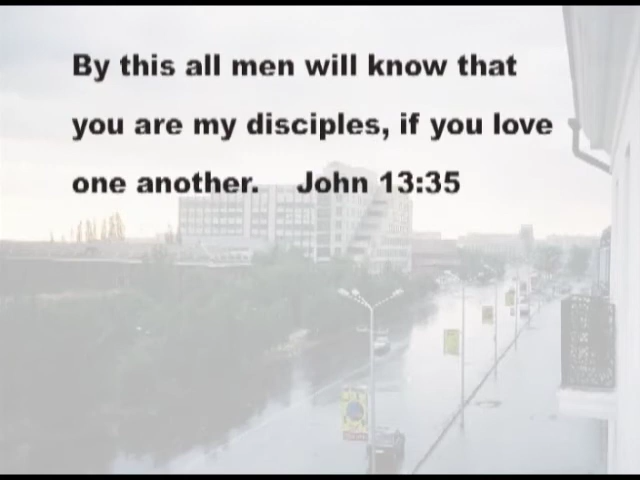 By this all men will know that
you are my disciples, if you love
one another. John 13:35